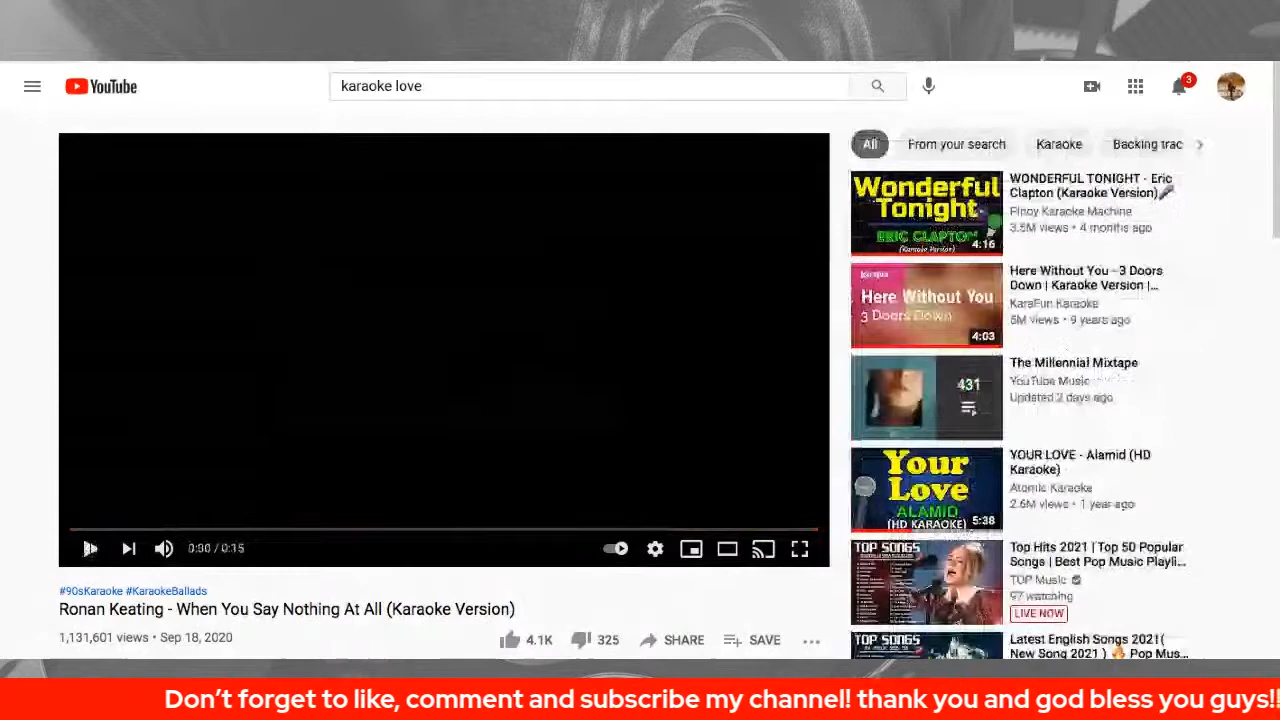 YouTube
karaoke love
3
All From your search Karaoke Backing trac
Wonderful
Tonight
ERIC CLAPTON
(Karaoke Version)
4:16
WONDERFUL TONIGHT - Eric
Clapton (Karaoke Version)🎤
Pinoy Karaoke Machine
3.5M views • 4 months ago
Here Without You
3 Doors Down
4:03
Here Without You - 3 Doors
Down | Karaoke Version |...
KaraFun Karaoke
5M views • 9 years ago
431
The Millennial Mixtape
YouTube Music
Updated 2 days ago
Your
Love
ALAMID
(HD KARAOKE)
5:38
YOUR LOVE - Alamid (HD
Karaoke)
Atomic Karaoke
2.6M views • 1 year ago
TOP SONGS
Top Hits 2021 | Top 50 Popular
Songs | Best Pop Music Playli...
TOP Music
97 watching
LIVE NOW
TOP SONGS
Latest English Songs 2021(
New Song 2021 ) 🔥 Pop Mus...
0:00 / 0:15
#90sKaraoke #KaraokeBallads
Ronan Keating - When You Say Nothing At All (Karaoke Version)
1,131,601 views • Sep 18, 2020
4.1K 325 SHARE SAVE
Don't forget to like, comment and subscribe my channel! thank you and god bless you guys!!